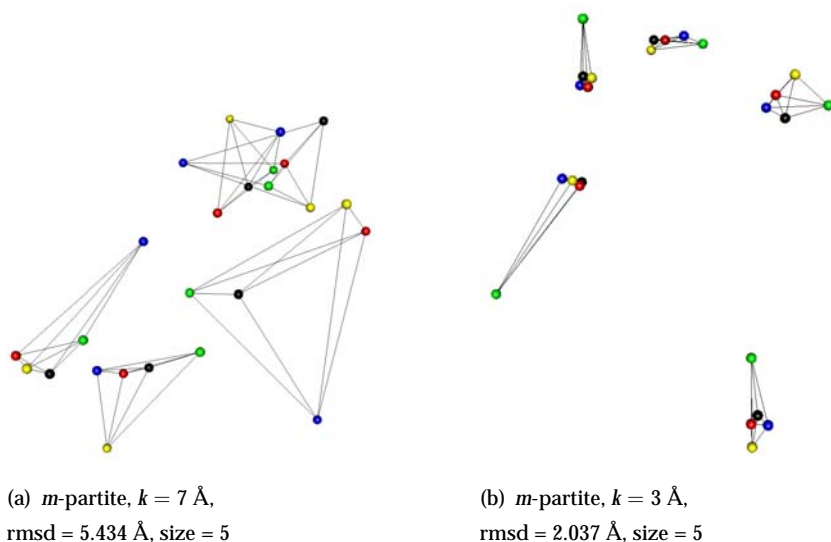 (a) m-partite, k = 7 Å,
rmsd = 5.434 Å, size = 5
(b) m-partite, k = 3 Å,
rmsd = 2.037 Å, size = 5